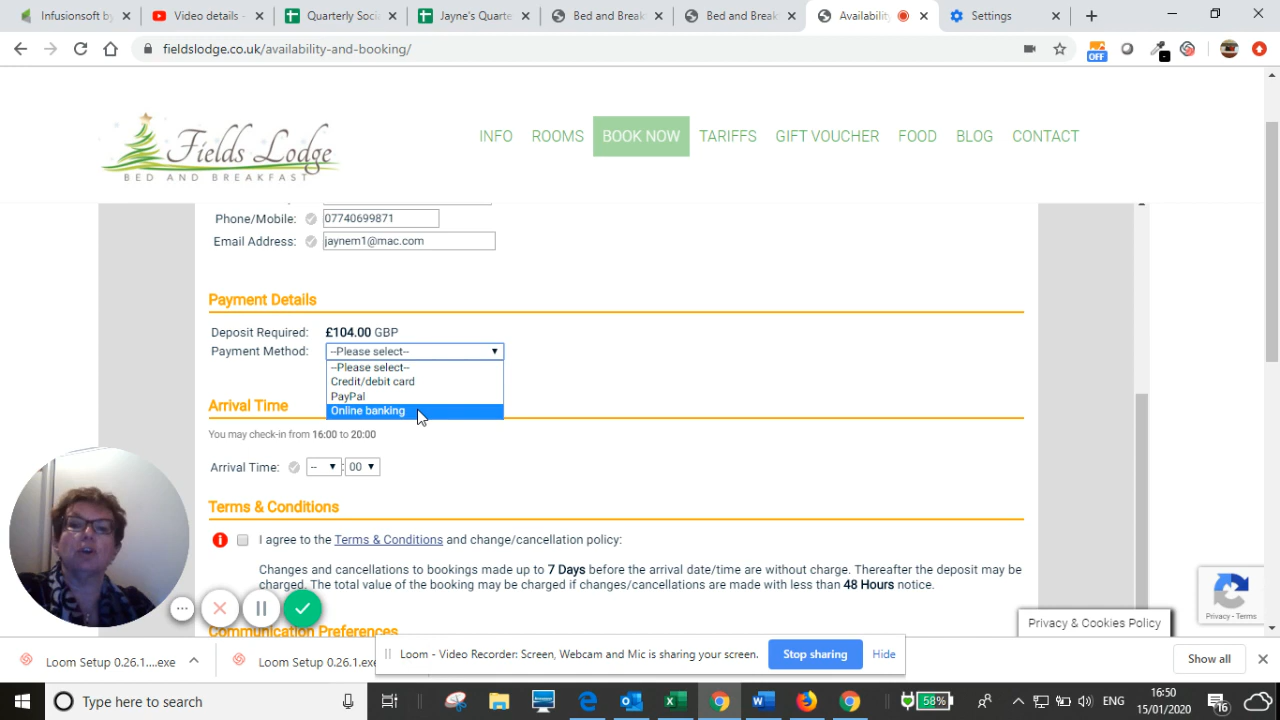 Infusionsoft by
Video details -
Quarterly Soci
Jayne's Quarte
Bed and Break
Bed and Break
Availability
Settings
fieldslodge.co.uk/availability-and-booking/
OFF
Fields Lodge
BED AND BREAKFAST
INFO ROOMS BOOK NOW TARIFFS GIFT VOUCHER FOOD BLOG CONTACT
Phone/Mobile: 07740699871
Email Address: jaynem1@mac.com
Payment Details
Deposit Required: £104.00 GBP
Payment Method: --Please select--
--Please select--
Credit/debit card
PayPal
Online banking
Arrival Time
You may check-in from 16:00 to 20:00
Arrival Time: -- : 00
Terms & Conditions
I agree to the Terms & Conditions and change/cancellation policy:
Changes and cancellations to bookings made up to 7 Days before the arrival date/time are without charge. Thereafter the deposit may be
charged. The total value of the booking may be charged if changes/cancellations are made with less than 48 Hours notice.
Communication Preferences
Privacy - Terms
Privacy & Cookies Policy
Loom - Video Recorder: Screen, Webcam and Mic is sharing your screen. Stop sharing Hide
Loom Setup 0.26.1....exe
Loom Setup 0.26.1.exe
Show all
Type here to search
58%
ENG
16:50
15/01/2020
16